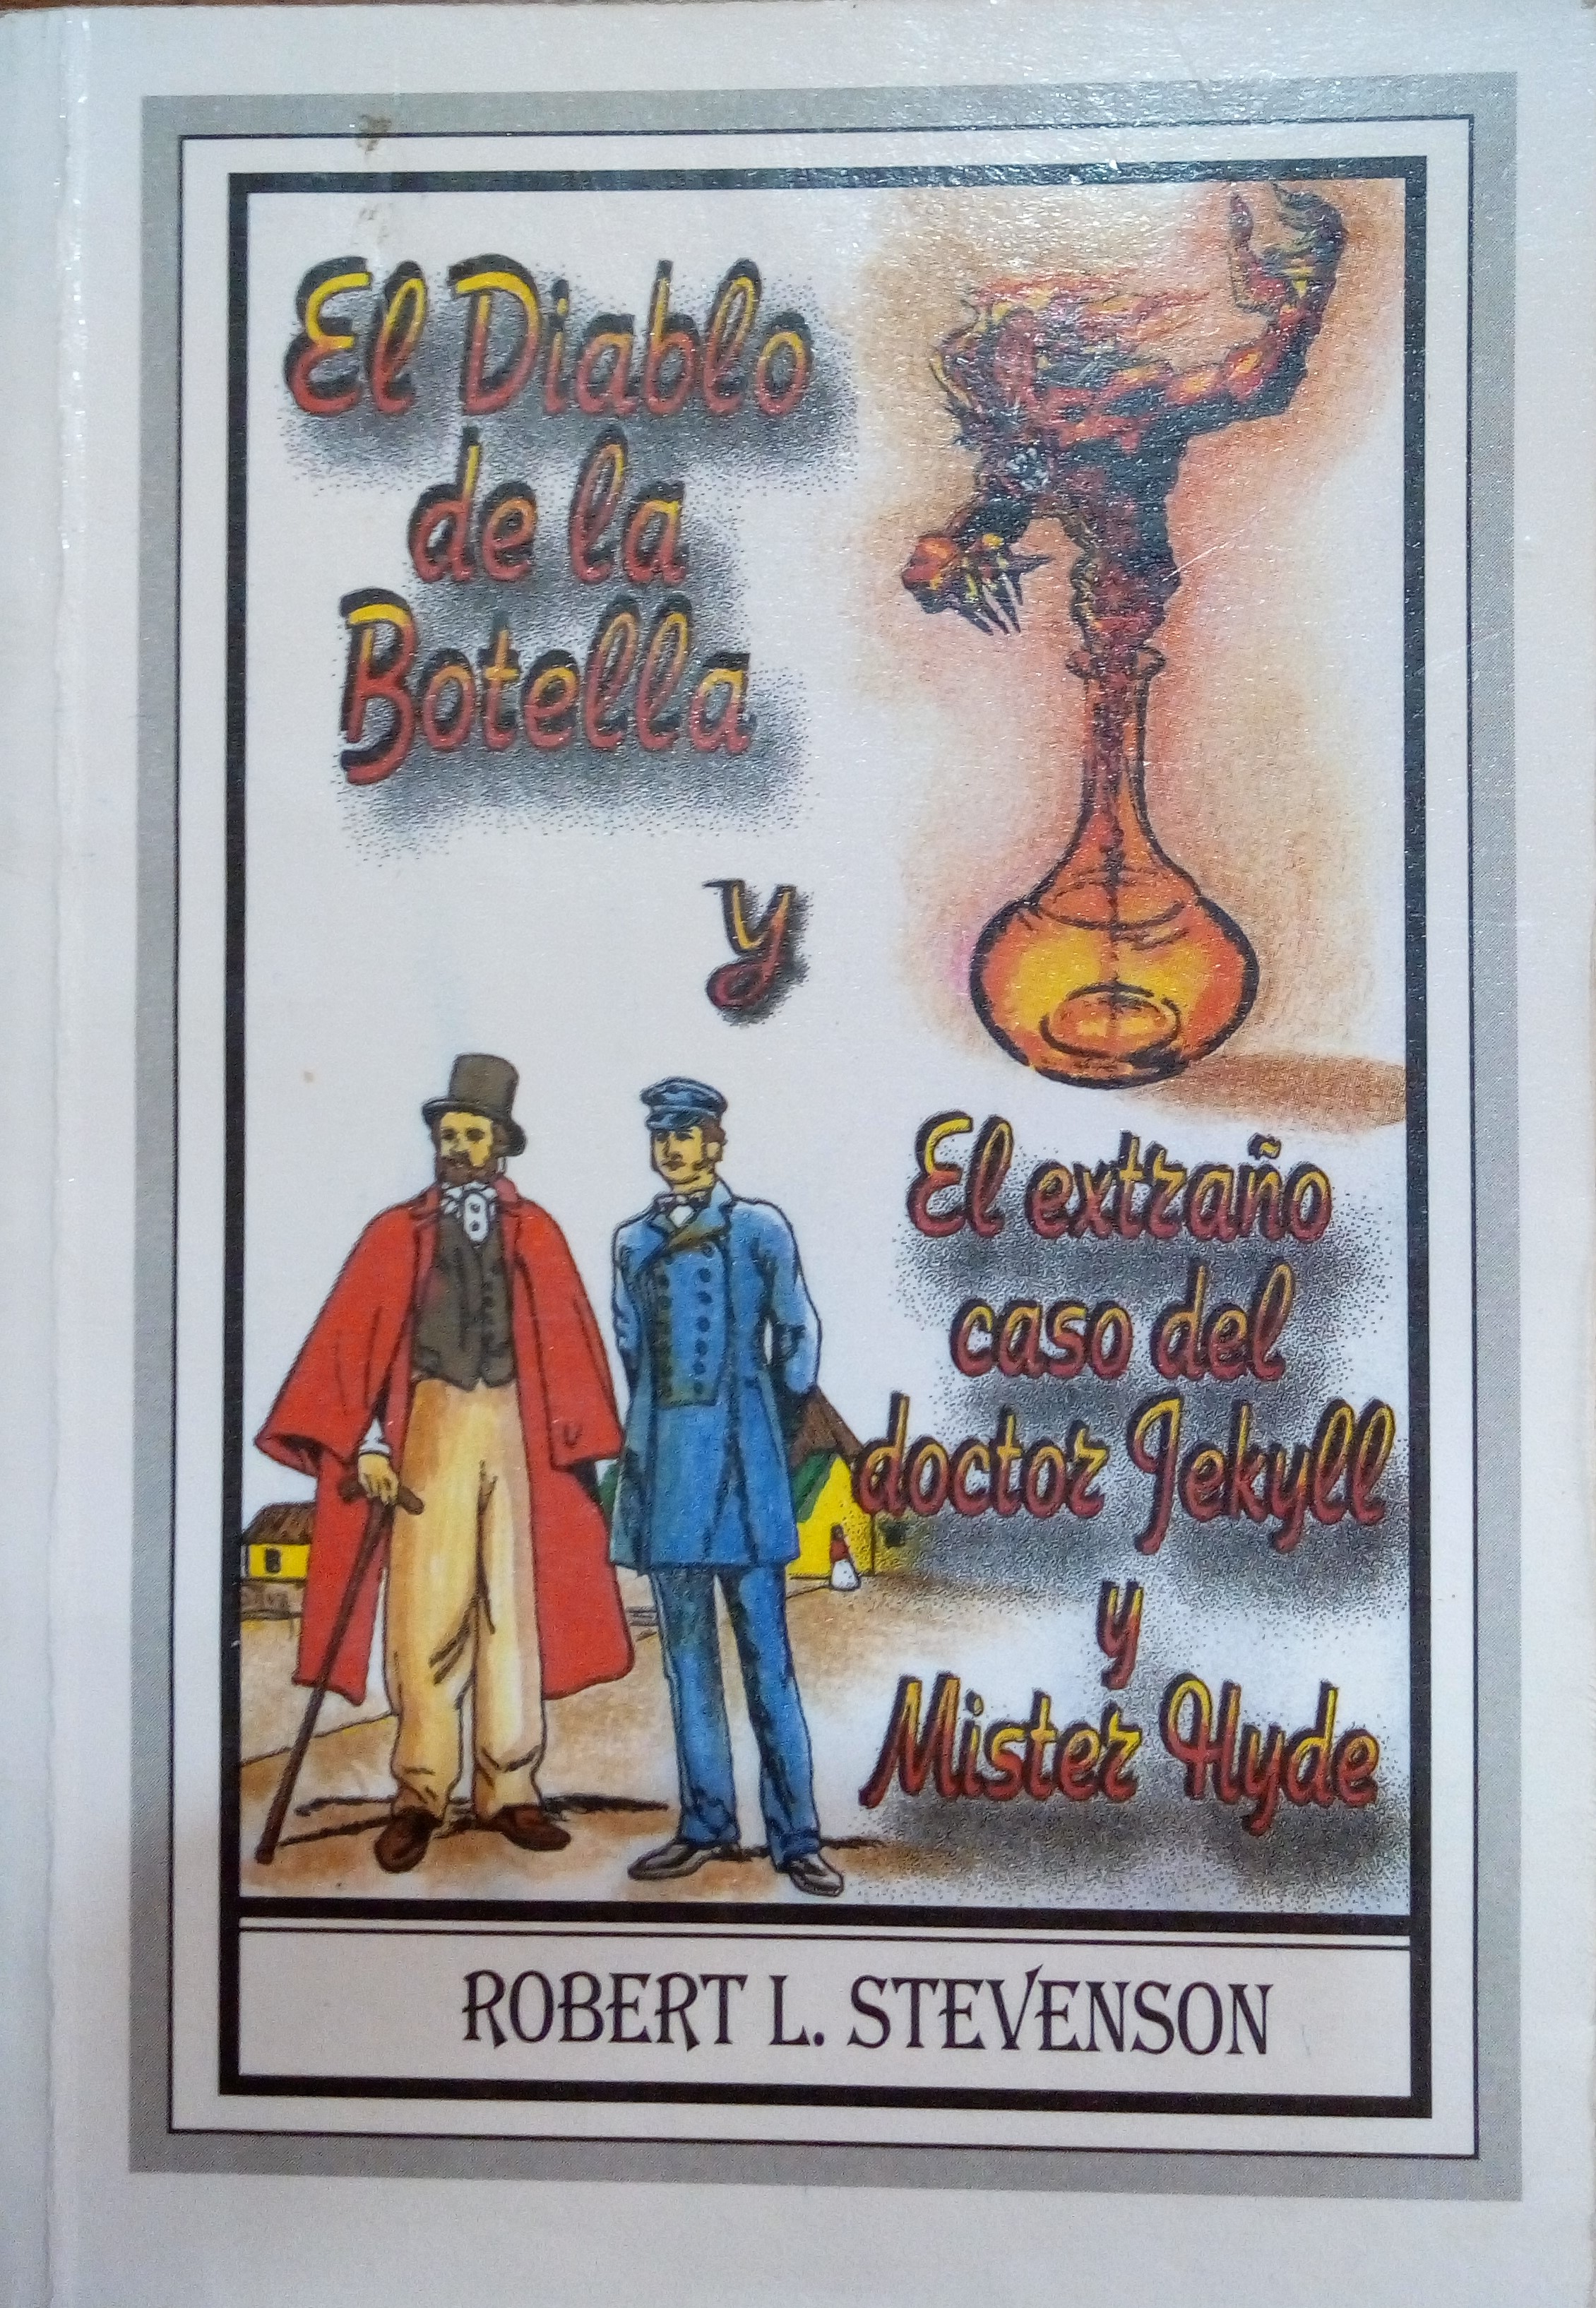 El Diablo
de la
Botella
y
El extraño
caso del
doctor Jekyll
y
Mister Hyde
ROBERT L. STEVENSON